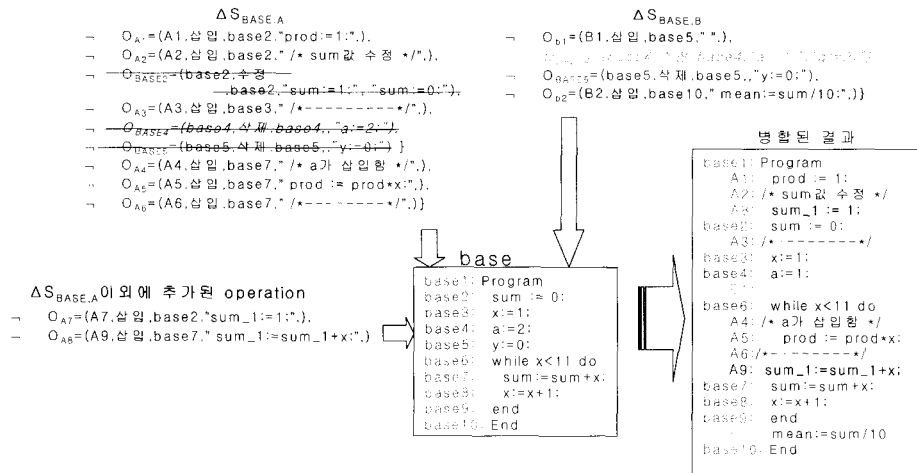 ΔS_BASE.A
¬ O_A1=(A1,삽입,base2,"prod:=1;",),
¬ O_A2=(A2,삽입,base2," /* sum값 수정 */",),
¬ O_BASE2=(base2,수정
,base2,"sum:=1;", "sum:=0;"),
¬ O_A3=(A3,삽입,base3," /*---------*/",),
¬ O_BASE4=(base4,삭제,base4,,"a:=2;"),
¬ O_BASE5=(base5,삭제,base5,,"y:=0;") }
¬ O_A4=(A4,삽입,base7," /* a가 삽입함 */",),
O_A5=(A5,삽입,base7," prod := prod*x;",),
¬ O_A6=(A6,삽입,base7," /*---------*/",)}
ΔS_BASE.B
¬ O_b1=(B1,삽입,base5," ",),
O_BASE5=(base5,삭제,base5,,"y:=0;"),
¬ O_b2=(B2,삽입,base10," mean:=sum/10;",)}
ΔS_BASE.A이외에 추가된 operation
¬ O_A7=(A7,삽입,base2,"sum_1:=1;",),
¬ O_A8=(A9,삽입,base7," sum_1:=sum_1+x;",)
base
base1: Program
base2: sum := 0;
base3: x:=1;
base4: a:=2;
base5: y:=0;
base6: while x<11 do
base7: sum:=sum+x;
base8: x:=x+1;
base9: end
base10: End
병합된 결과
base1: Program
A1: prod := 1;
A2: /* sum값 수정 */
sum_1 := 1;
base2: sum := 0;
A3: /*---------*/
base3: x:=1;
base4: a:=1;
base6: while x<11 do
A4: /* a가 삽입함 */
A5: prod := prod*x;
A6:/*---------*/
A9: sum_1:=sum_1+x;
base7: sum:=sum+x;
base8: x:=x+1;
base9: end
mean:=sum/10
base10: End